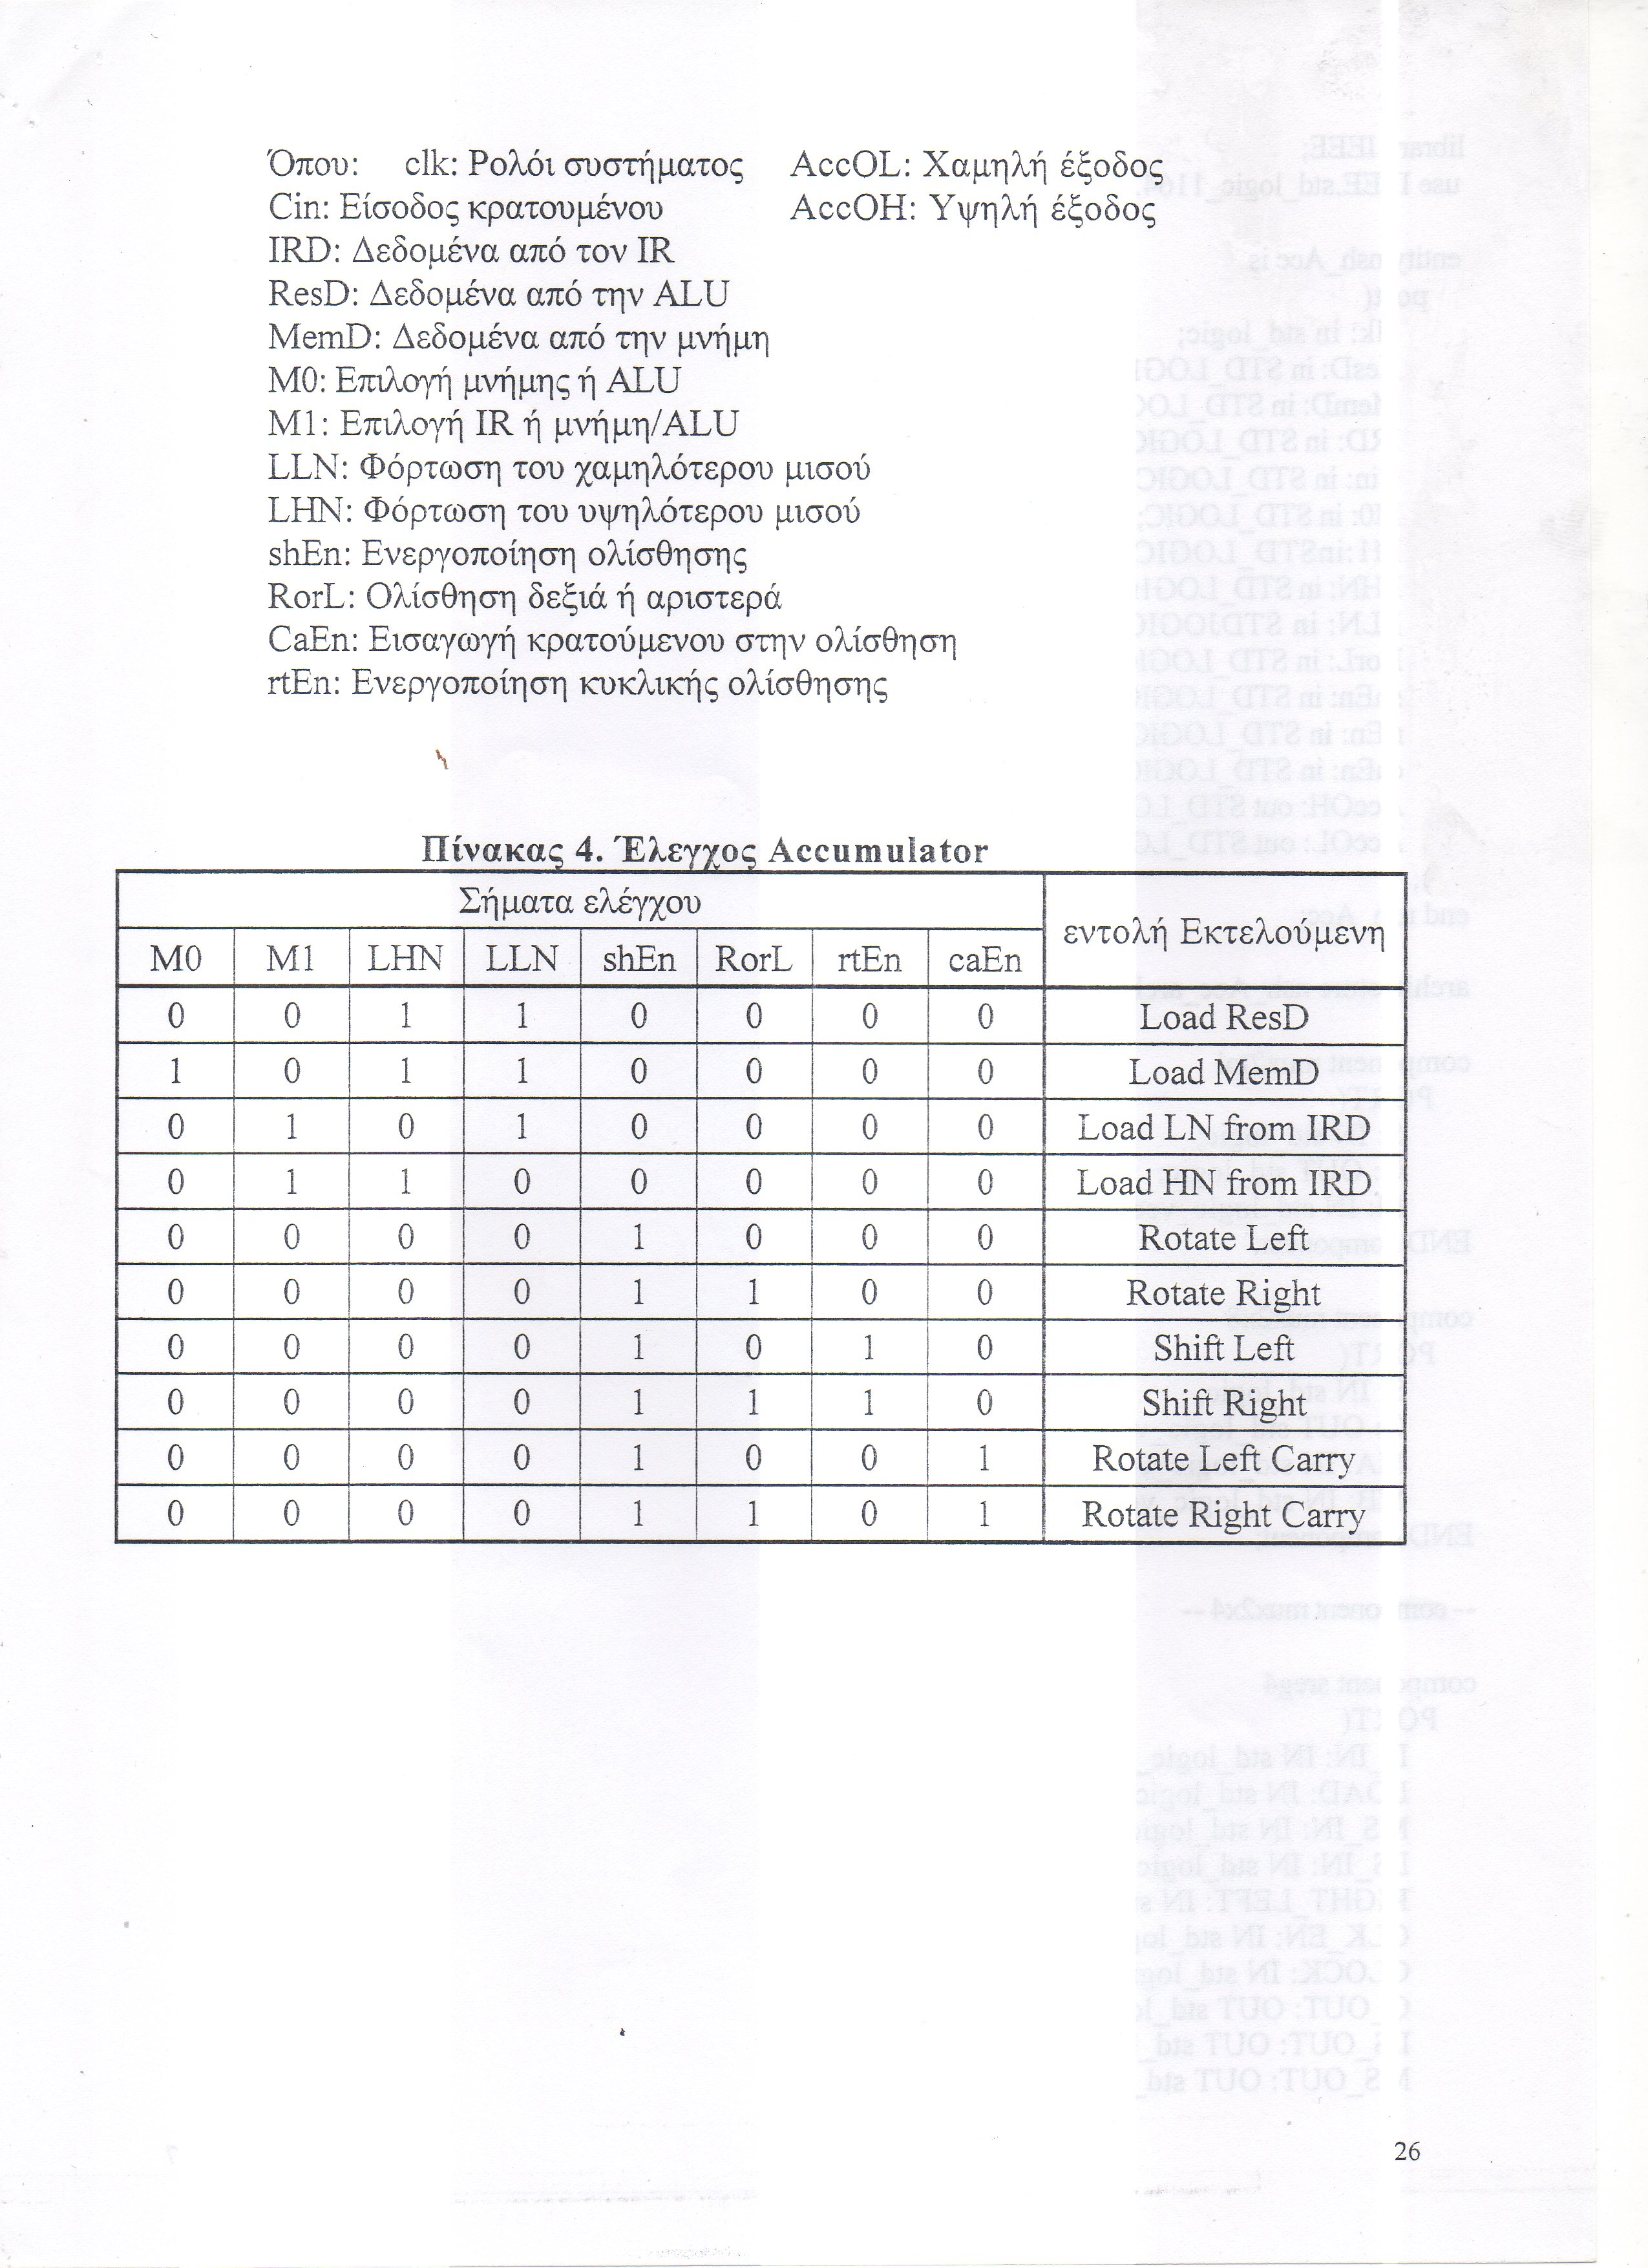 Όπου: clk: Ρολόι συστήματος AccOL: Χαμηλή έξοδος
Cin: Είσοδος κρατουμένου AccOH: Υψηλή έξοδος
IRD: Δεδομένα από τον IR
ResD: Δεδομένα από την ALU
MemD: Δεδομένα από την μνήμη
M0: Επιλογή μνήμης ή ALU
M1: Επιλογή IR ή μνήμη/ALU
LLN: Φόρτωση του χαμηλότερου μισού
LHN: Φόρτωση του υψηλότερου μισού
shEn: Ενεργοποίηση ολίσθησης
RorL: Ολίσθηση δεξιά ή αριστερά
CaEn: Εισαγωγή κρατούμενου στην ολίσθηση
rtEn: Ενεργοποίηση κυκλικής ολίσθησης
Πίνακας 4. Έλεγχος Accumulator
Σήματα ελέγχου εντολή Εκτελούμενη
M0 M1 LHN LLN shEn RorL rtEn caEn
0 0 1 1 0 0 0 0 Load ResD
1 0 1 1 0 0 0 0 Load MemD
0 1 0 1 0 0 0 0 Load LN from IRD
0 1 1 0 0 0 0 0 Load HN from IRD
0 0 0 0 1 0 0 0 Rotate Left
0 0 0 0 1 1 0 0 Rotate Right
0 0 0 0 1 0 1 0 Shift Left
0 0 0 0 1 1 1 0 Shift Right
0 0 0 0 1 0 0 1 Rotate Left Carry
0 0 0 0 1 1 0 1 Rotate Right Carry
26